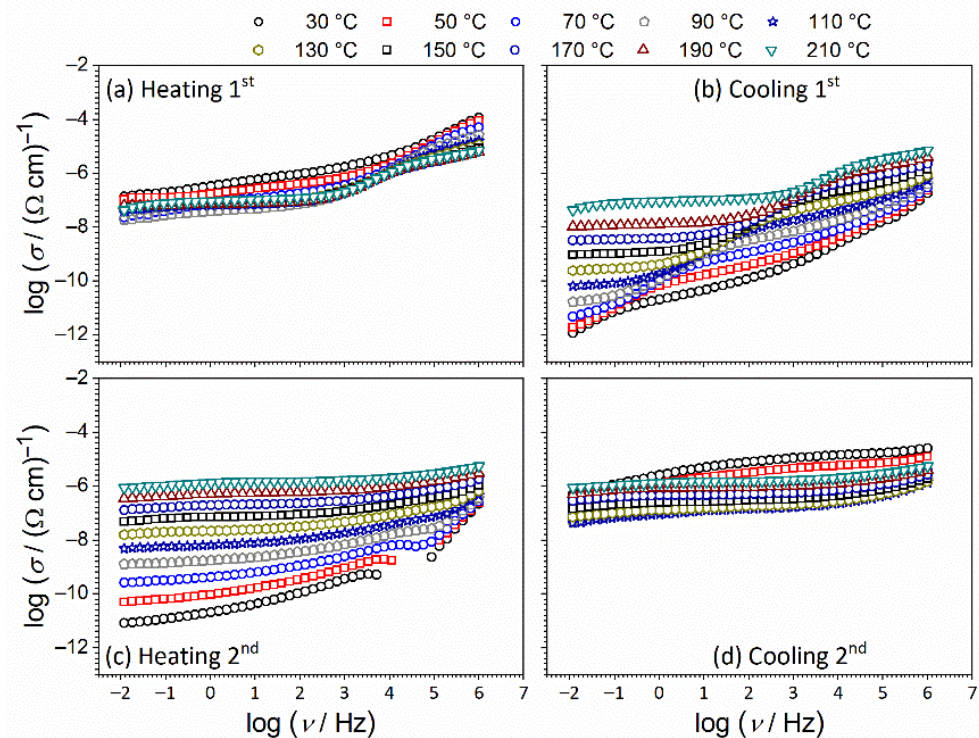 30 °C 50 °C 70 °C 90 °C 110 °C
130 °C 150 °C 170 °C 190 °C 210 °C
(a) Heating 1st
(b) Cooling 1st
(c) Heating 2nd
(d) Cooling 2nd
log (σ / (Ω cm)⁻¹
−2
−4
−6
−8
−10
−12
log (σ / (Ω cm)⁻¹
−2
−4
−6
−8
−10
−12
−2 −1 0 1 2 3 4 5 6 7
−2 −1 0 1 2 3 4 5 6 7
log (ν / Hz)
log (ν / Hz)